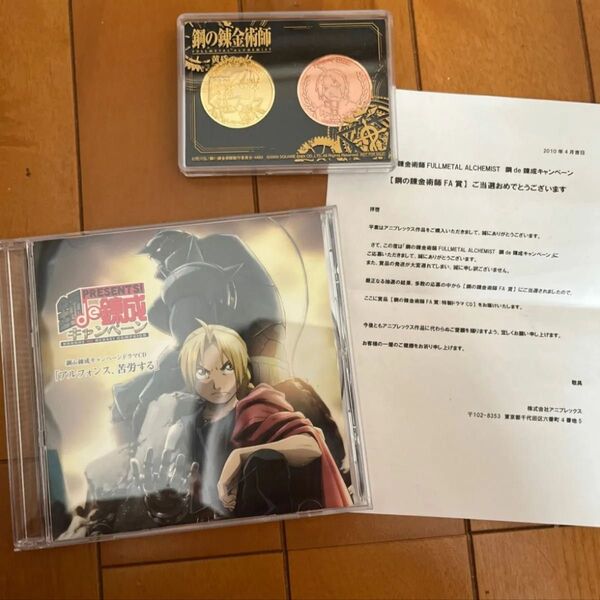 鋼の錬金術師
FULLMETAL ALCHEMIST
黄昏の少女
2010年4月吉日
錬金術師 FULLMETAL ALCHEMIST 鋼 de 錬成キャンペーン
【鋼の錬金術師 FA 賞】ご当選おめでとうございます
拝啓
平素はアニプレックス作品をご購入いただきまして、誠にありがとうございます。
さて、この度は「鋼の錬金術師 FULLMETAL ALCHEMIST 鋼 de 錬成キャンペーン」に
ご応募いただきまして、誠にありがとうございます。
また、賞品の発送が大変遅れてしまい、誠に申し訳ございません。
厳正なる抽選の結果、多数の応募の中から【鋼の錬金術師 FA 賞】にご当選されましたので、
ここに賞品【鋼の錬金術師 FA 賞 特製ドラマ CD】をお送りいたします。
今後ともアニプレックス作品に代わらぬご愛顧を賜りますよう、宜しくお願い申し上げます。
お客様の一層のご健勝をお祈り申し上げます。
敬具
株式会社アニプレックス
〒102-8353 東京都千代田区六番町4番地5
PRESENTS!
鋼de錬成
キャンペーン
鋼de錬成キャンペーンドラマCD
「アルフォンス、苦労する」